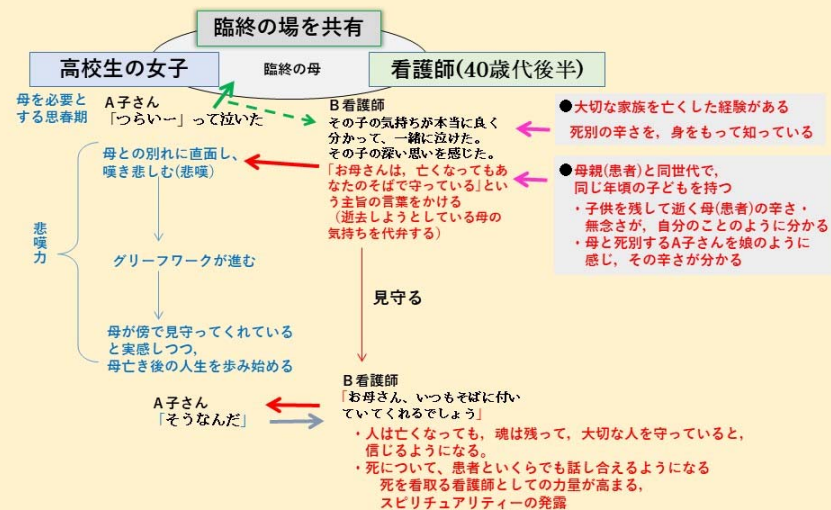 臨終の場を共有
高校生の女子
臨終の母
看護師(40歳代後半)
母を必要と
する思春期
A子さん
「つらいー」って泣いた
B看護師
その子の気持ちが本当に良く
分かって、一緒に泣けた。
その子の深い思いを感じた。
「お母さんは，亡くなってもあ
なたのそばで守っている」とい
う主旨の言葉をかける
（逝去しようとしている母の
気持ちを代弁する）
●大切な家族を亡くした経験がある
死別の辛さを，身をもって知っている
●母親(患者)と同世代で，
同じ年頃の子どもを持つ
・子供を残して逝く母(患者)の辛さ・
無念さが，自分のことのように分かる
・母と死別するA子さんを娘のように
感じ，その辛さが分かる
母との別れに直面し、
嘆き悲しむ(悲嘆)
悲嘆力
グリーフワークが進む
母が傍で見守ってくれている
と実感しつつ，
母亡き後の人生を歩み始める
見守る
A子さん
「そうなんだ」
B看護師
「お母さん、いつもそばに付い
ていてくれるでしょう」
・人は亡くなっても，魂は残って，大切な人を守っていると，
信じるようになる。
・死について、患者といくらでも話し合えるようになる
死を看取る看護師としての力量が高まる，
スピリチュアリティーの発露